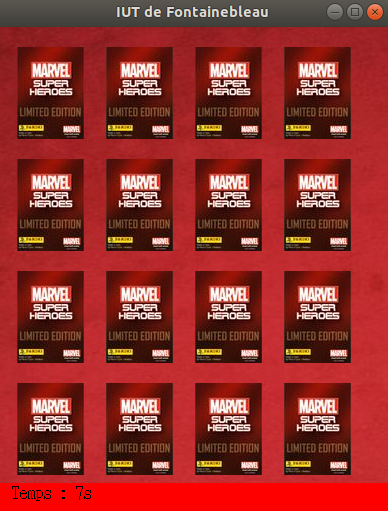 IUT de Fontainebleau
MARVEL MARVEL MARVEL MARVEL
SUPER HEROES SUPER HEROES SUPER HEROES SUPER HEROES
LIMITED EDITION LIMITED EDITION LIMITED EDITION LIMITED EDITION
PANINI MARVEL PANINI MARVEL PANINI MARVEL PANINI MARVEL
MARVEL MARVEL MARVEL MARVEL
SUPER HEROES SUPER HEROES SUPER HEROES SUPER HEROES
LIMITED EDITION LIMITED EDITION LIMITED EDITION LIMITED EDITION
PANINI MARVEL PANINI MARVEL PANINI MARVEL PANINI MARVEL
MARVEL MARVEL MARVEL MARVEL
SUPER HEROES SUPER HEROES SUPER HEROES SUPER HEROES
LIMITED EDITION LIMITED EDITION LIMITED EDITION LIMITED EDITION
PANINI MARVEL PANINI MARVEL PANINI MARVEL PANINI MARVEL
MARVEL MARVEL MARVEL MARVEL
SUPER HEROES SUPER HEROES SUPER HEROES SUPER HEROES
LIMITED EDITION LIMITED EDITION LIMITED EDITION LIMITED EDITION
PANINI MARVEL PANINI MARVEL PANINI MARVEL PANINI MARVEL
Temps : 7s